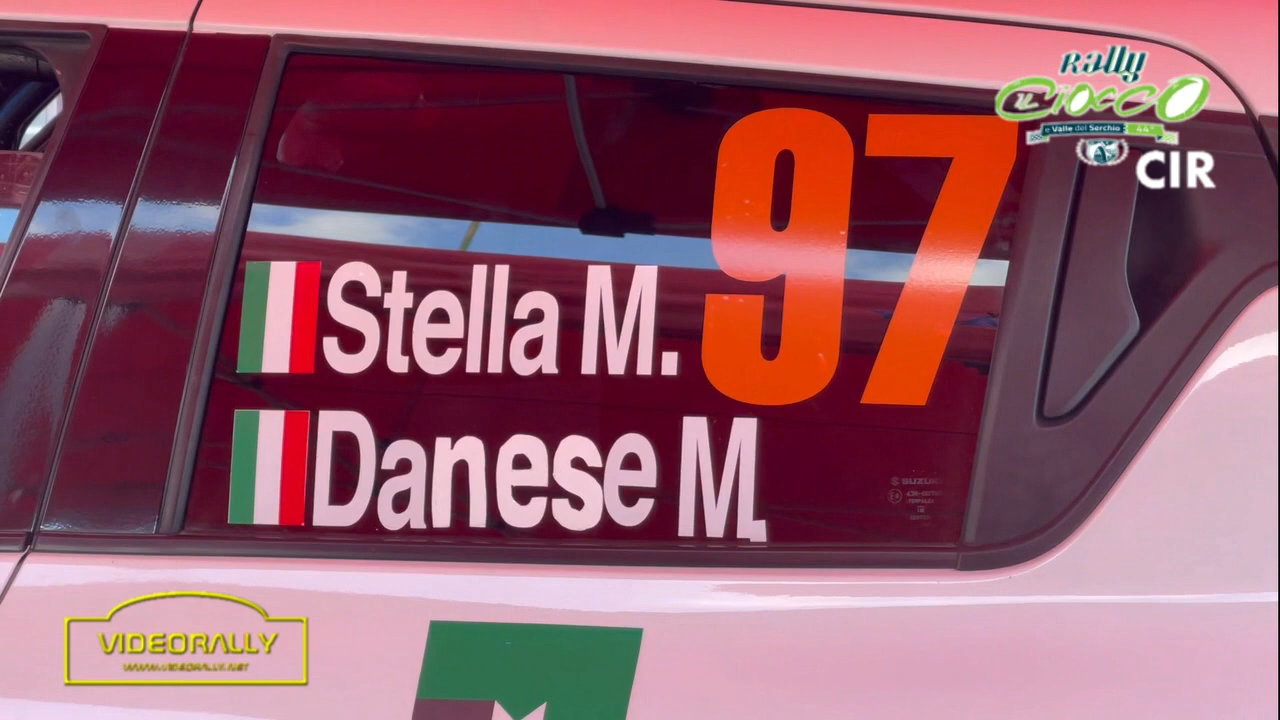 Rally
il Ciocco
e Valle del Serchio 44°
CIR
97
Stella M.
Danese M.
SUZUKI
VIDEORALLY
WWW.VIDEORALLY.NET